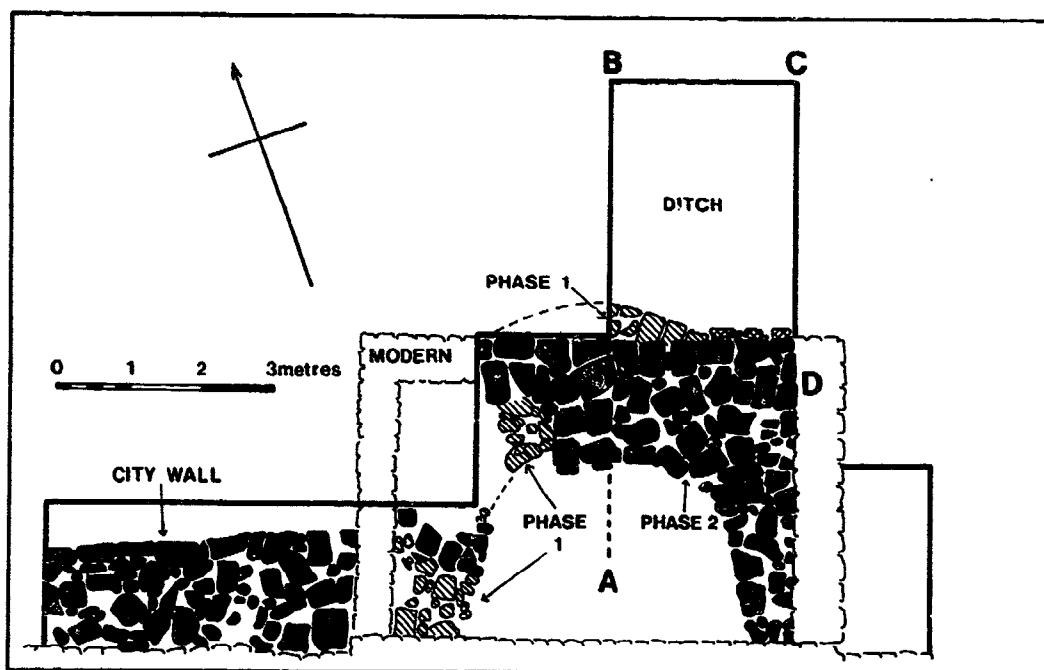 B C
DITCH
PHASE 1
MODERN
0 1 2 3metres
D
CITY WALL
PHASE
1
PHASE 2
A